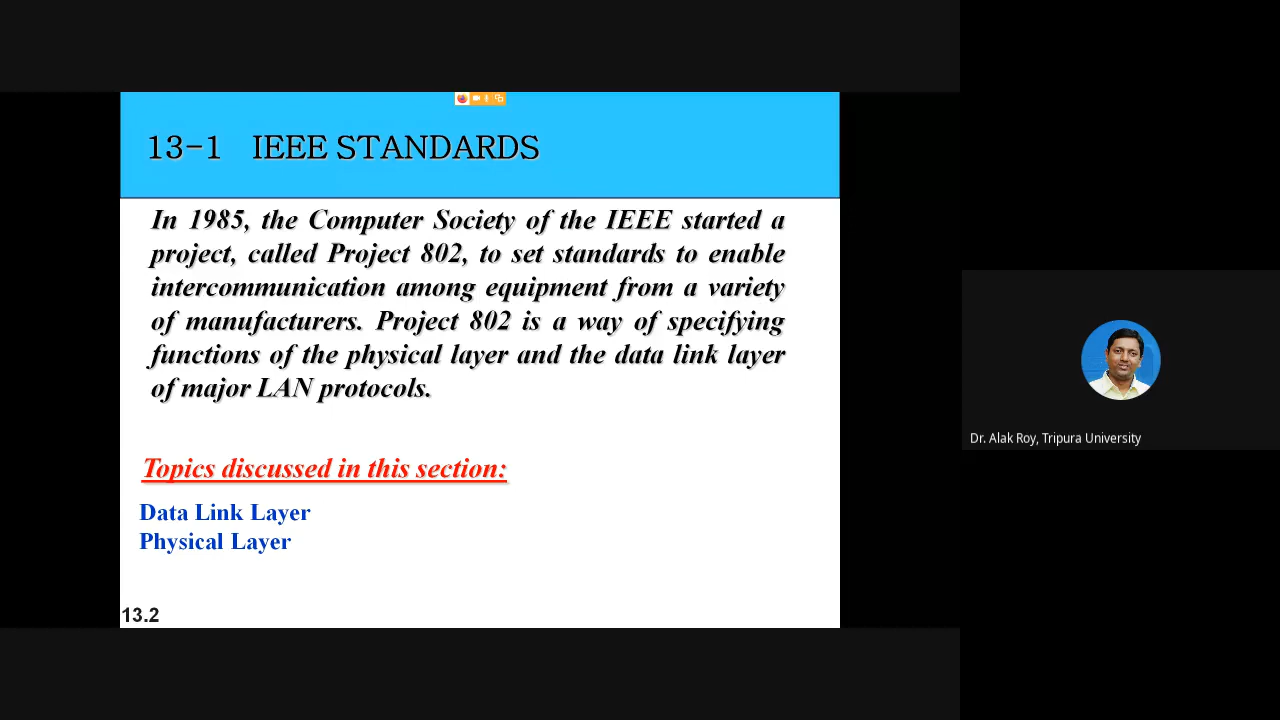 13-1 IEEE STANDARDS
In 1985, the Computer Society of the IEEE started a
project, called Project 802, to set standards to enable
intercommunication among equipment from a variety
of manufacturers. Project 802 is a way of specifying
functions of the physical layer and the data link layer
of major LAN protocols.
Topics discussed in this section:
Data Link Layer
Physical Layer
13.2
Dr. Alak Roy, Tripura University